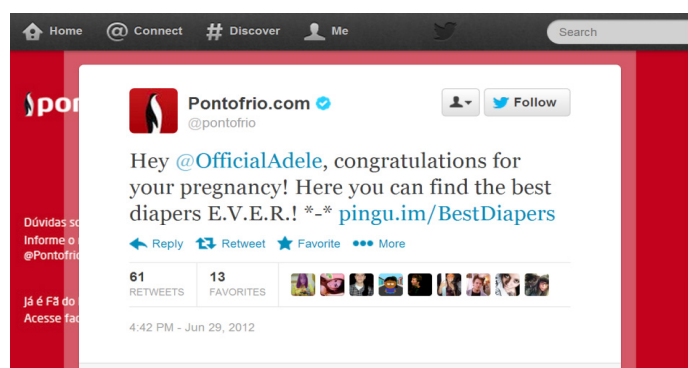 Home @ Connect # Discover Me Search
Pontofrio.com
@pontofrio
Follow
Hey @OfficialAdele, congratulations for
your pregnancy! Here you can find the best
diapers E.V.E.R.! *-* pingu.im/BestDiapers
Reply Retweet Favorite More
61 13
RETWEETS FAVORITES
4:42 PM - Jun 29, 2012
Dúvidas
Informe o
@Pontofrio
Já é Fã do
Acesse